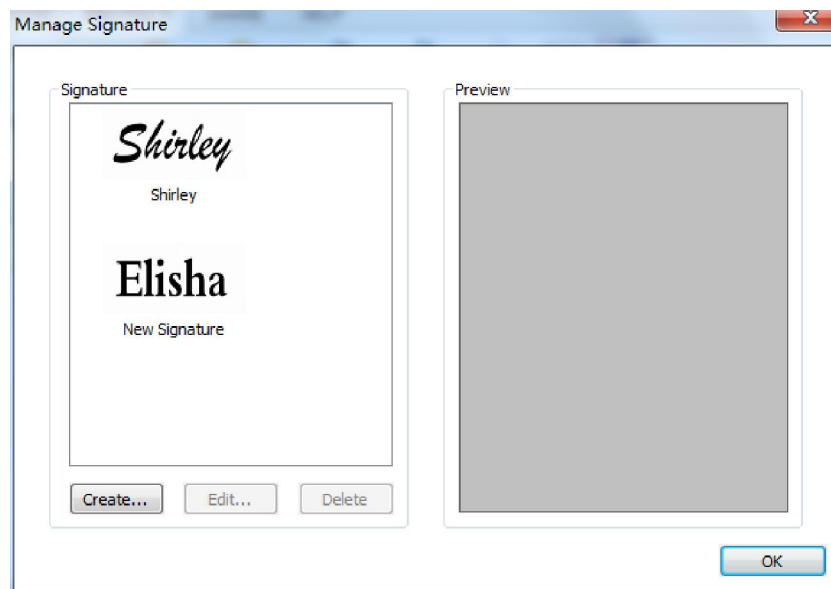 Manage Signature
Signature
Shirley
Shirley
Elisha
New Signature
Create...
Edit...
Delete
Preview
OK